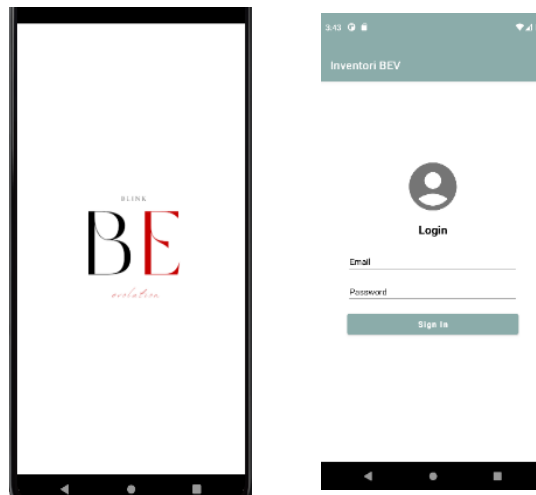 BLINK
BE
evolution
3:43
Inventori BEV
Login
Email
Password
Sign In